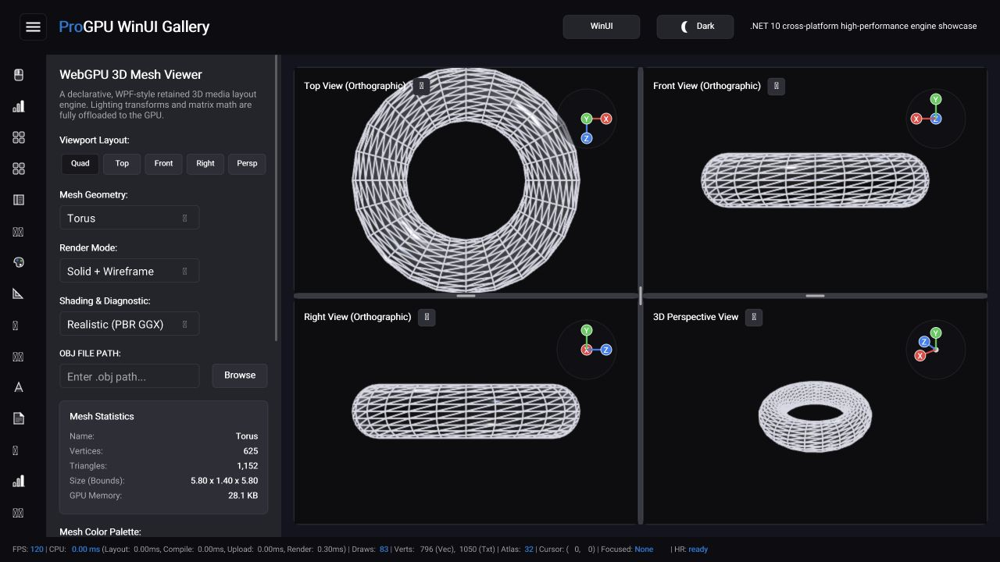 ProGPU WinUI Gallery
WinUI
Dark
.NET 10 cross-platform high-performance engine showcase
WebGPU 3D Mesh Viewer
A declarative, WPF-style retained 3D media layout
engine. Lighting transforms and matrix math are
fully offloaded to the GPU.
Viewport Layout:
Quad Top Front Right Persp
Mesh Geometry:
Torus
Render Mode:
Solid + Wireframe
Shading & Diagnostic:
Realistic (PBR GGX)
OBJ FILE PATH:
Enter .obj path...
Browse
Mesh Statistics
Name: Torus
Vertices: 625
Triangles: 1,152
Size (Bounds): 5.80 x 1.40 x 5.80
GPU Memory: 28.1 KB
Mesh Color Palette:
Top View (Orthographic)
Y X
Z
Front View (Orthographic)
Y
X Z
Right View (Orthographic)
Y
X Z
3D Perspective View
Y
Z
X
FPS: 120 | CPU: 0.00 ms (Layout: 0.00ms, Compile: 0.00ms, Upload: 0.00ms, Render: 0.30ms) | Draws: 83 | Verts: 796 (Vec), 1050 (Txt) | Atlas: 32 | Cursor: ( 0, 0) | Focused: None | HR: ready